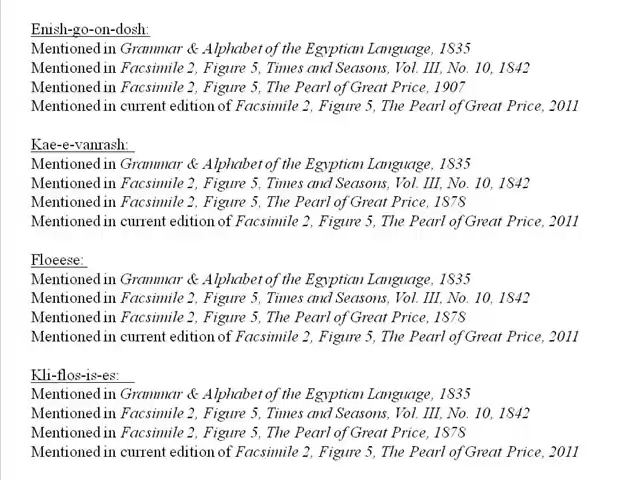 Enish-go-on-dosh:
Mentioned in Grammar & Alphabet of the Egyptian Language, 1835
Mentioned in Facsimile 2, Figure 5, Times and Seasons, Vol. III, No. 10, 1842
Mentioned in Facsimile 2, Figure 5, The Pearl of Great Price, 1907
Mentioned in current edition of Facsimile 2, Figure 5, The Pearl of Great Price, 2011
Kae-e-vanrash:
Mentioned in Grammar & Alphabet of the Egyptian Language, 1835
Mentioned in Facsimile 2, Figure 5, Times and Seasons, Vol. III, No. 10, 1842
Mentioned in Facsimile 2, Figure 5, The Pearl of Great Price, 1878
Mentioned in current edition of Facsimile 2, Figure 5, The Pearl of Great Price, 2011
Floeese:
Mentioned in Grammar & Alphabet of the Egyptian Language, 1835
Mentioned in Facsimile 2, Figure 5, Times and Seasons, Vol. III, No. 10, 1842
Mentioned in Facsimile 2, Figure 5, The Pearl of Great Price, 1878
Mentioned in current edition of Facsimile 2, Figure 5, The Pearl of Great Price, 2011
Kli-flos-is-es:
Mentioned in Grammar & Alphabet of the Egyptian Language, 1835
Mentioned in Facsimile 2, Figure 5, Times and Seasons, Vol. III, No. 10, 1842
Mentioned in Facsimile 2, Figure 5, The Pearl of Great Price, 1878
Mentioned in current edition of Facsimile 2, Figure 5, The Pearl of Great Price, 2011